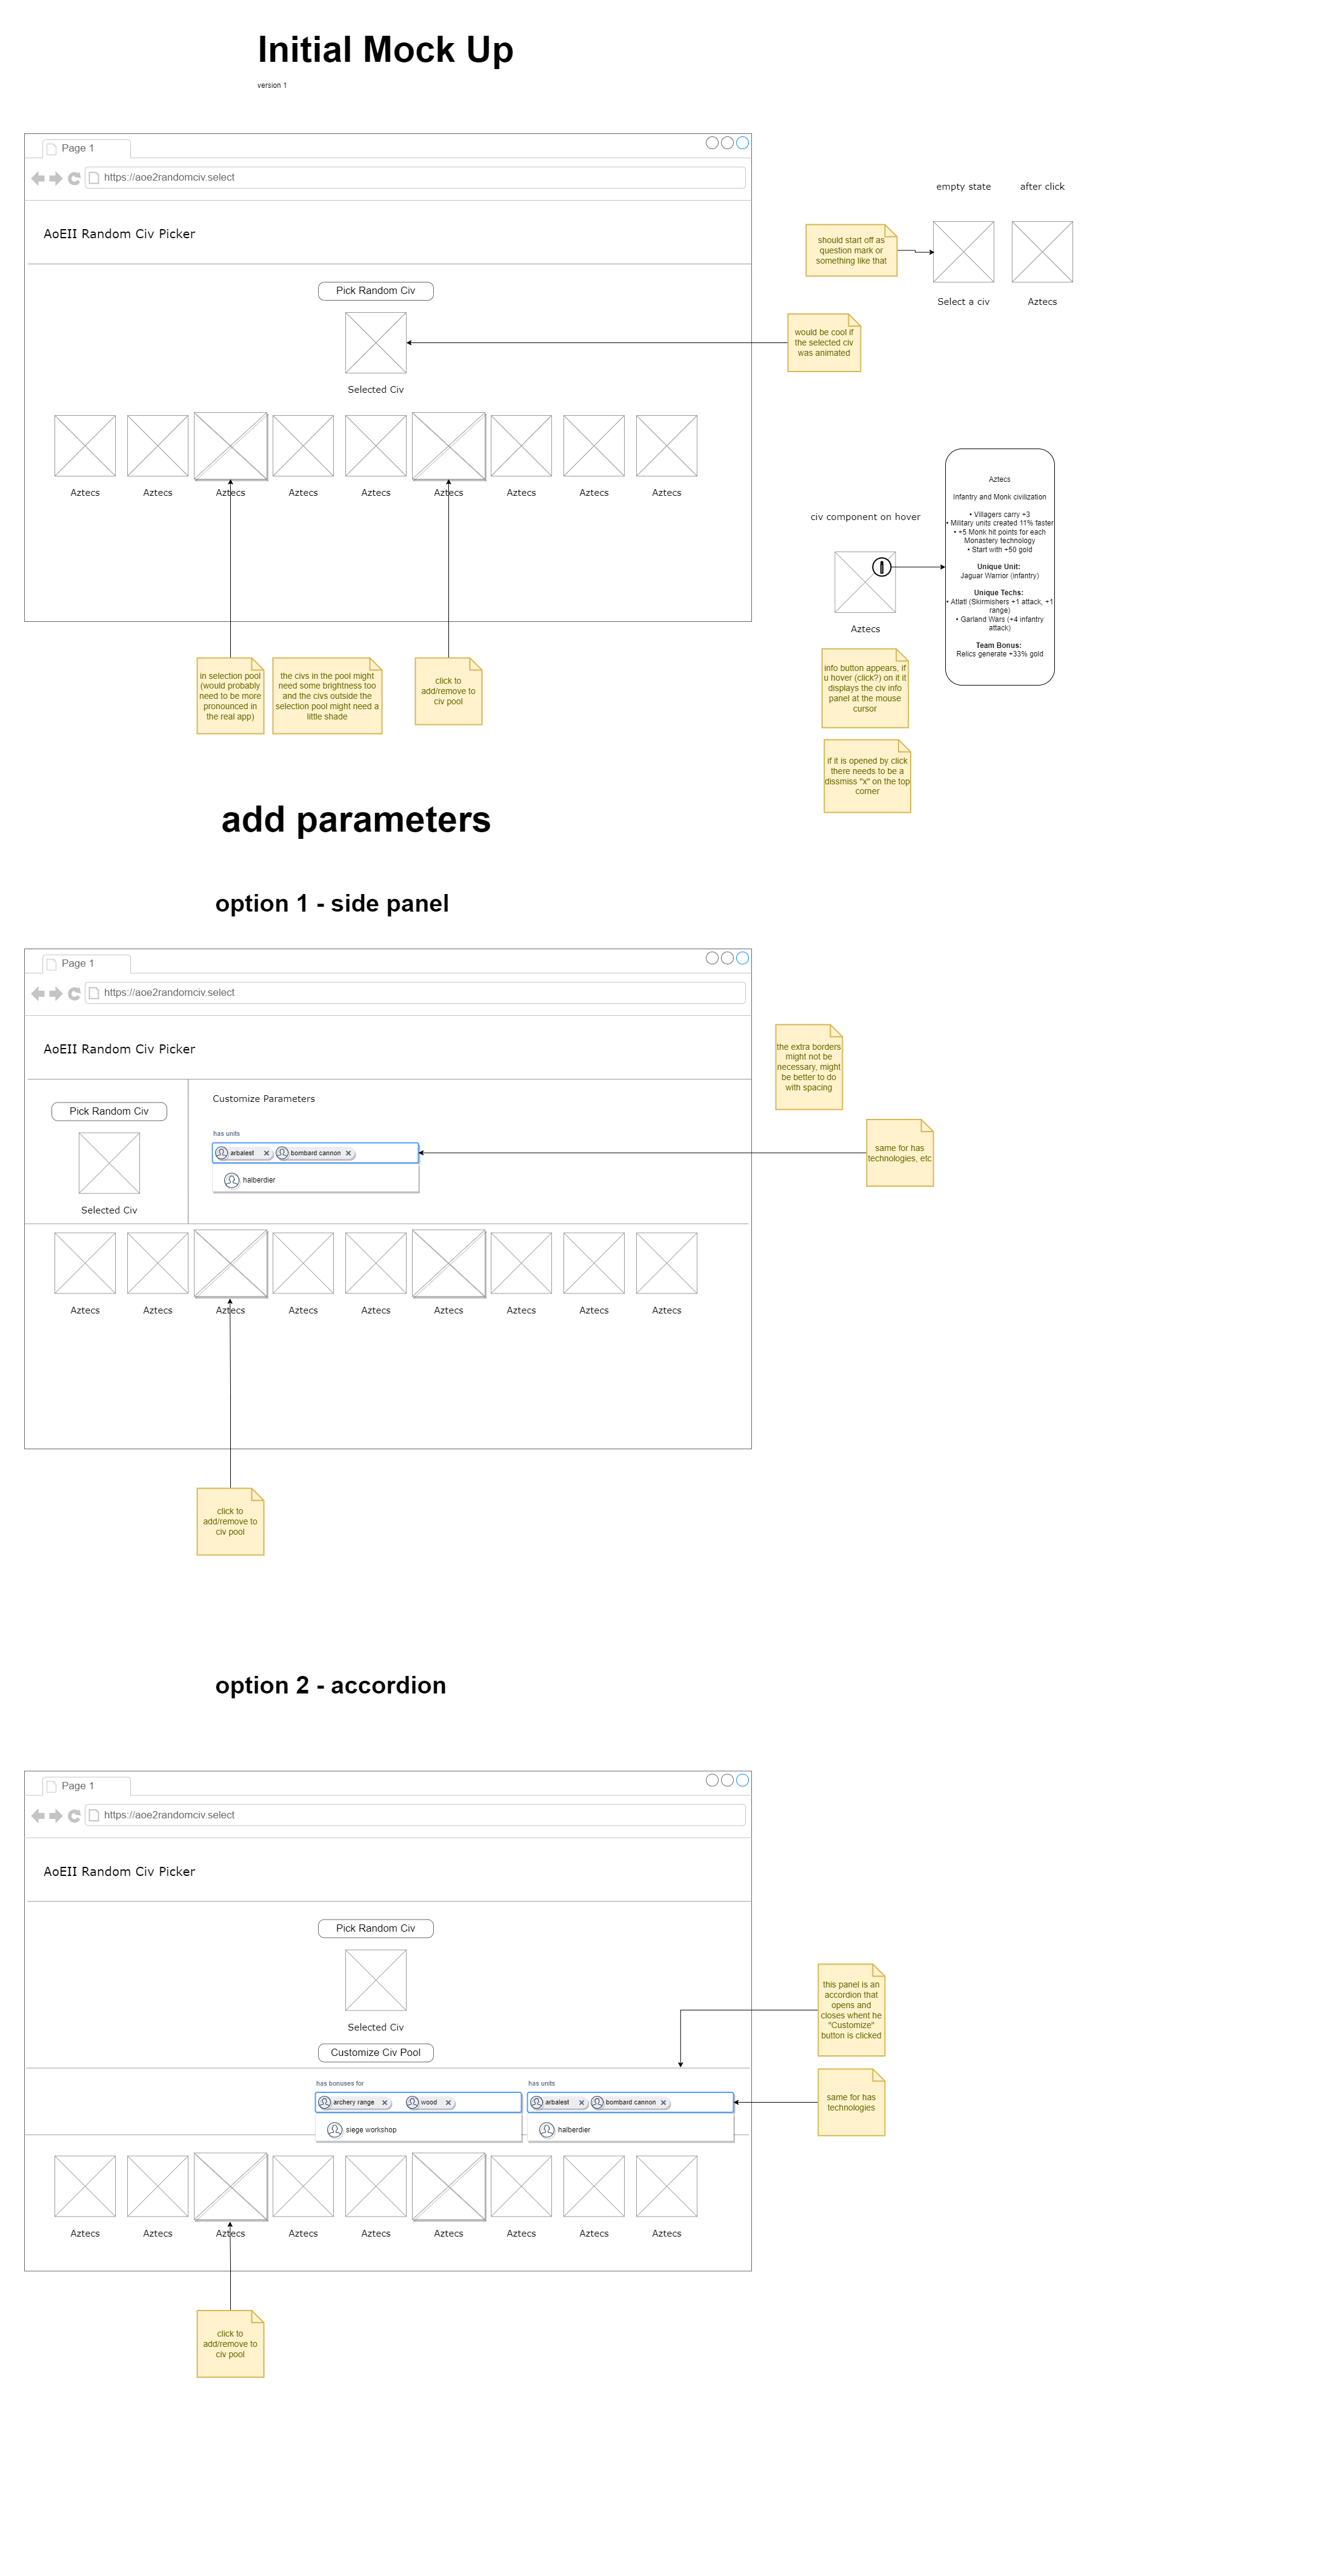 Initial Mock Up
version 1
Page 1
https://aoe2randomciv.select
AoEII Random Civ Picker
Pick Random Civ
Selected Civ
Aztecs
Aztecs
Aztecs
Aztecs
Aztecs
Aztecs
Aztecs
Aztecs
Aztecs
empty state
after click
should start off as
question mark or
something like that
Select a civ
Aztecs
would be cool if
the selected civ
was animated
civ component on hover
Aztecs
Aztecs
Infantry and Monk civilization
• Villagers carry +3
• Military units created 11% faster
• +5 Monk hit points for each
Monastery technology
• Start with +50 gold
Unique Unit:
Jaguar Warrior (infantry)
Unique Techs:
• Atlatl (Skirmishers +1 attack, +1
range)
• Garland Wars (+4 infantry
attack)
Team Bonus:
Relics generate +33% gold
in selection pool
(would probably
need to be more
pronounced in
the real app)
the civs in the pool might
need some brightness too
and the civs outside the
selection pool might need a
little shade
click to
add/remove to
civ pool
info button appears, if
u hover (click?) on it it
displays the civ info
panel at the mouse
cursor
if it is opened by click
there needs to be a
dissmiss "x" on the top
corner
add parameters
option 1 - side panel
Page 1
https://aoe2randomciv.select
AoEII Random Civ Picker
Pick Random Civ
Selected Civ
Customize Parameters
has units
arbalest
bombard cannon
halberdier
the extra borders
might not be
necessary, might
be better to do
with spacing
same for has
technologies, etc
Aztecs
Aztecs
Aztecs
Aztecs
Aztecs
Aztecs
Aztecs
Aztecs
Aztecs
click to
add/remove to
civ pool
option 2 - accordion
Page 1
https://aoe2randomciv.select
AoEII Random Civ Picker
Pick Random Civ
Selected Civ
Customize Civ Pool
has bonuses for
archery range
wood
siege workshop
has units
arbalest
bombard cannon
halberdier
this panel is an
accordion that
opens and
closes whent he
"Customize"
button is clicked
same for has
technologies
Aztecs
Aztecs
Aztecs
Aztecs
Aztecs
Aztecs
Aztecs
Aztecs
Aztecs
click to
add/remove to
civ pool